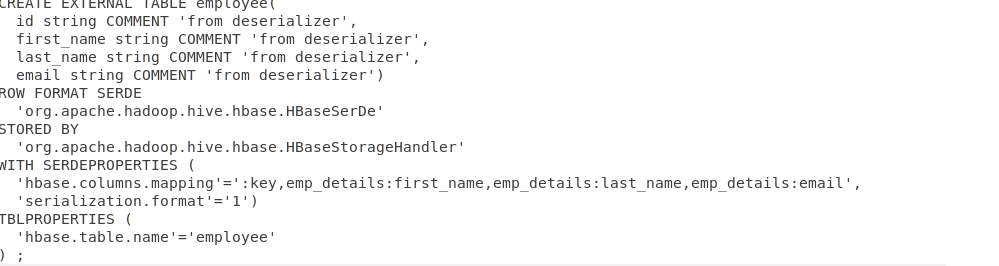 CREATE EXTERNAL TABLE employee(
  id string COMMENT 'from deserializer',
  first_name string COMMENT 'from deserializer',
  last_name string COMMENT 'from deserializer',
  email string COMMENT 'from deserializer')
ROW FORMAT SERDE
  'org.apache.hadoop.hive.hbase.HBaseSerDe'
STORED BY
  'org.apache.hadoop.hive.hbase.HBaseStorageHandler'
WITH SERDEPROPERTIES (
  'hbase.columns.mapping'=':key,emp_details:first_name,emp_details:last_name,emp_details:email',
  'serialization.format'='1')
TBLPROPERTIES (
  'hbase.table.name'='employee'
) ;